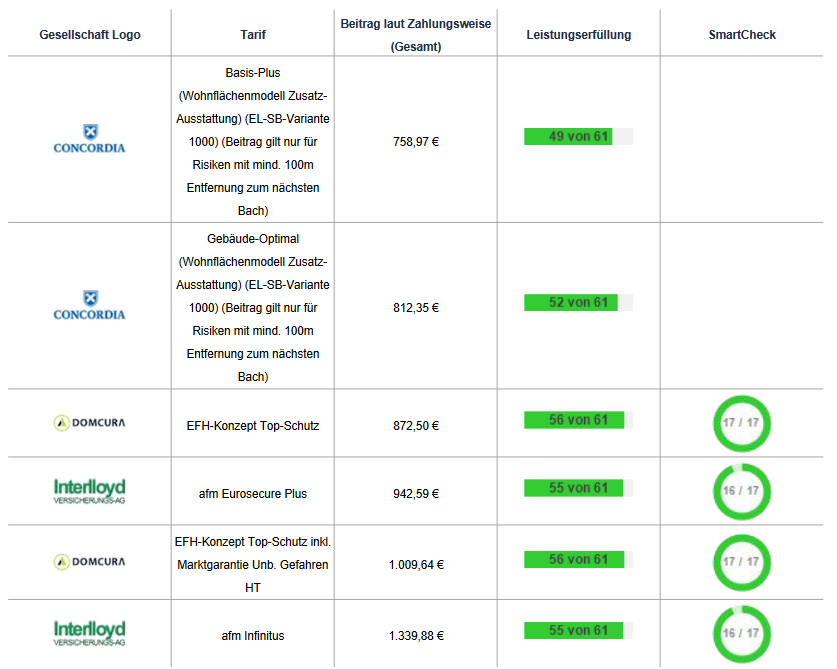 Gesellschaft Logo
Tarif
Beitrag laut Zahlungsweise
(Gesamt)
Leistungserfüllung
SmartCheck
CONCORDIA
Basis-Plus
(Wohnflächenmodell Zusatz-
Ausstattung) (EL-SB-Variante
1000) (Beitrag gilt nur für
Risiken mit mind. 100m
Entfernung zum nächsten
Bach)
758,97 €
49 von 61
CONCORDIA
Gebäude-Optimal
(Wohnflächenmodell Zusatz-
Ausstattung) (EL-SB-Variante
1000) (Beitrag gilt nur für
Risiken mit mind. 100m
Entfernung zum nächsten
Bach)
812,35 €
52 von 61
DOMCURA
EFH-Konzept Top-Schutz
872,50 €
56 von 61
17 / 17
Interlloyd
VERSICHERUNGS-AG
afm Eurosecure Plus
942,59 €
55 von 61
16 / 17
DOMCURA
EFH-Konzept Top-Schutz inkl.
Marktgarantie Unb. Gefahren
HT
1.009,64 €
56 von 61
17 / 17
Interlloyd
VERSICHERUNGS-AG
afm Infinitus
1.339,88 €
55 von 61
16 / 17